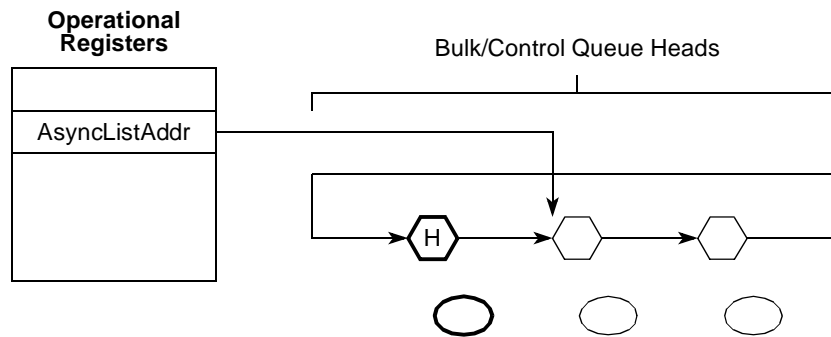 Operational
Registers
Bulk/Control Queue Heads
AsyncListAddr
H